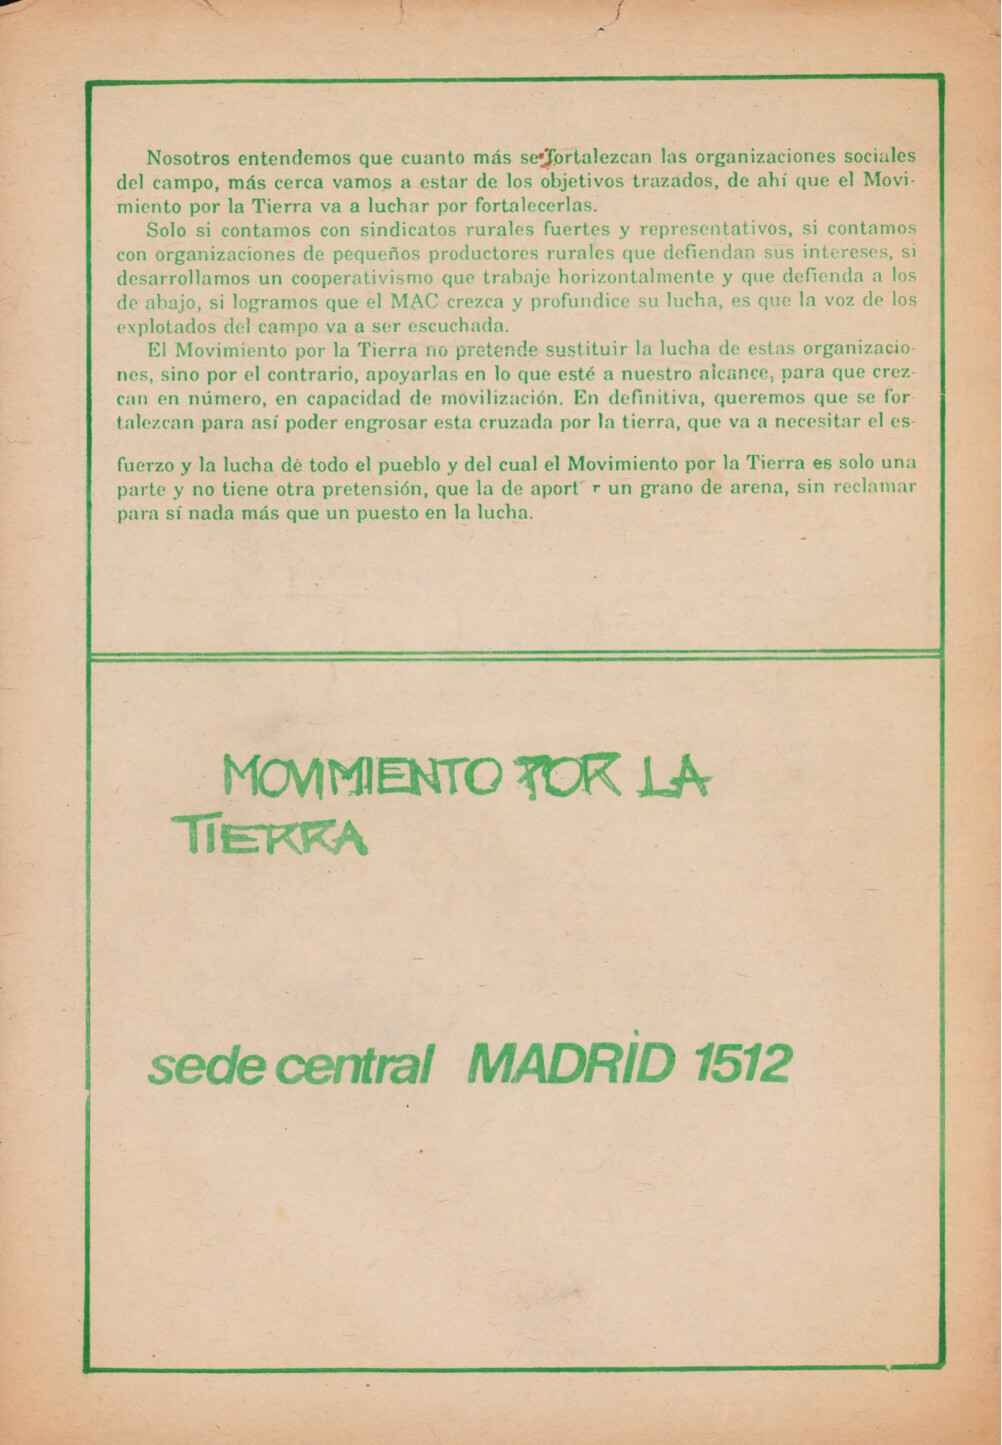 Nosotros entendemos que cuanto más se fortalezcan las organizaciones sociales
del campo, más cerca vamos a estar de los objetivos trazados, de ahí que el Movi-
miento por la Tierra va a luchar por fortalecerlas.
Solo si contamos con sindicatos rurales fuertes y representativos, si contamos
con organizaciones de pequeños productores rurales que defiendan sus intereses, si
desarrollamos un cooperativismo que trabaje horizontalmente y que defienda a los
de abajo, si logramos que el MAC crezca y profundice su lucha, es que la voz de los
explotados del campo va a ser escuchada.
El Movimiento por la Tierra no pretende sustituir la lucha de estas organizacio-
nes, sino por el contrario, apoyarlas en lo que esté a nuestro alcance, para que crez-
can en número, en capacidad de movilización. En definitiva, queremos que se for
talezcan para así poder engrosar esta cruzada por la tierra, que va a necesitar el es-
fuerzo y la lucha de todo el pueblo y del cual el Movimiento por la Tierra es solo una
parte y no tiene otra pretensión, que la de aport r un grano de arena, sin reclamar
para sí nada más que un puesto en la lucha.
MOVIMIENTO POR LA
TIERRA
sede central MADRID 1512